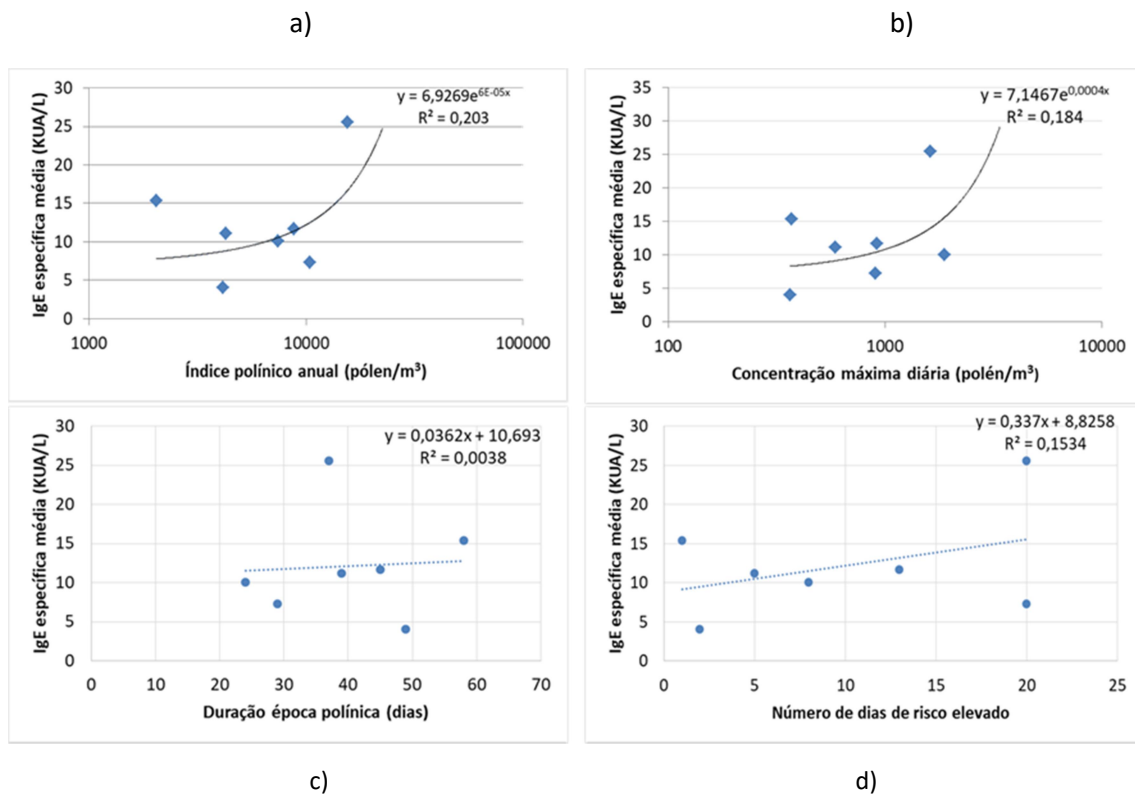 a)
b)
30
25
20
15
10
5
0
1000
10000
100000
IgE específica média (KUA/L)
Índice polínico anual (pólen/m³)
y = 6,9269e^6E-05x
R² = 0,203
35
30
25
20
15
10
5
0
100
1000
10000
IgE específica média (KUA/L)
Concentração máxima diária (polén/m³)
y = 7,1467e^0,0004x
R² = 0,184
30
25
20
15
10
5
0
0 10 20 30 40 50 60 70
IgE específica média (KUA/L)
Duração época polínica (dias)
y = 0,0362x + 10,693
R² = 0,0038
30
25
20
15
10
5
0
0 5 10 15 20 25
IgE específica média (KUA/L)
Número de dias de risco elevado
y = 0,337x + 8,8258
R² = 0,1534
c)
d)